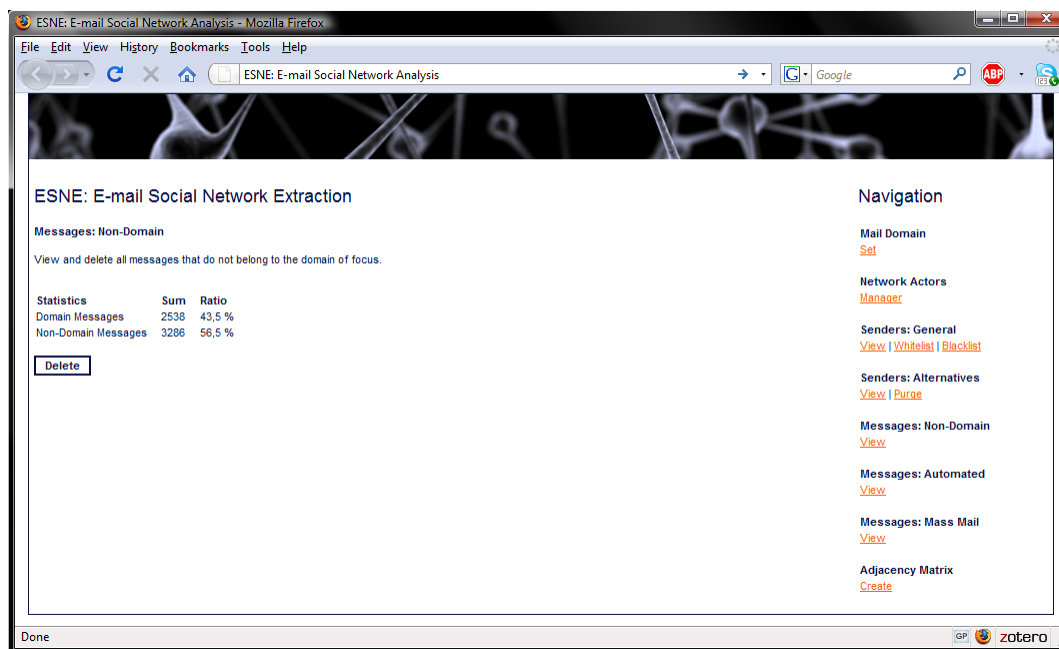 ESNE: E-mail Social Network Analysis - Mozilla Firefox
File Edit View History Bookmarks Tools Help
ESNE: E-mail Social Network Analysis
G Google
ABP
123
ESNE: E-mail Social Network Extraction
Messages: Non-Domain
View and delete all messages that do not belong to the domain of focus.
Statistics Sum Ratio
Domain Messages 2538 43,5 %
Non-Domain Messages 3286 56,5 %
Delete
Navigation
Mail Domain
Set
Network Actors
Manager
Senders: General
View | Whitelist | Blacklist
Senders: Alternatives
View | Purge
Messages: Non-Domain
View
Messages: Automated
View
Messages: Mass Mail
View
Adjacency Matrix
Create
Done
GP zotero